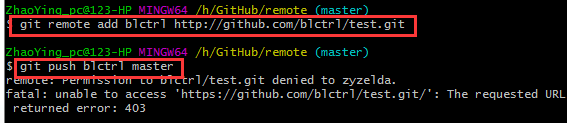 ZhaoYing_pc@123-HP MINGW64 /h/GitHub/remote (master)
$ git remote add blctrl http://github.com/blctrl/test.git
ZhaoYing_pc@123-HP MINGW64 /h/GitHub/remote (master)
$ git push blctrl master
remote: Permission to blctrl/test.git denied to zyzelda.
fatal: unable to access 'https://github.com/blctrl/test.git/': The requested URL
returned error: 403